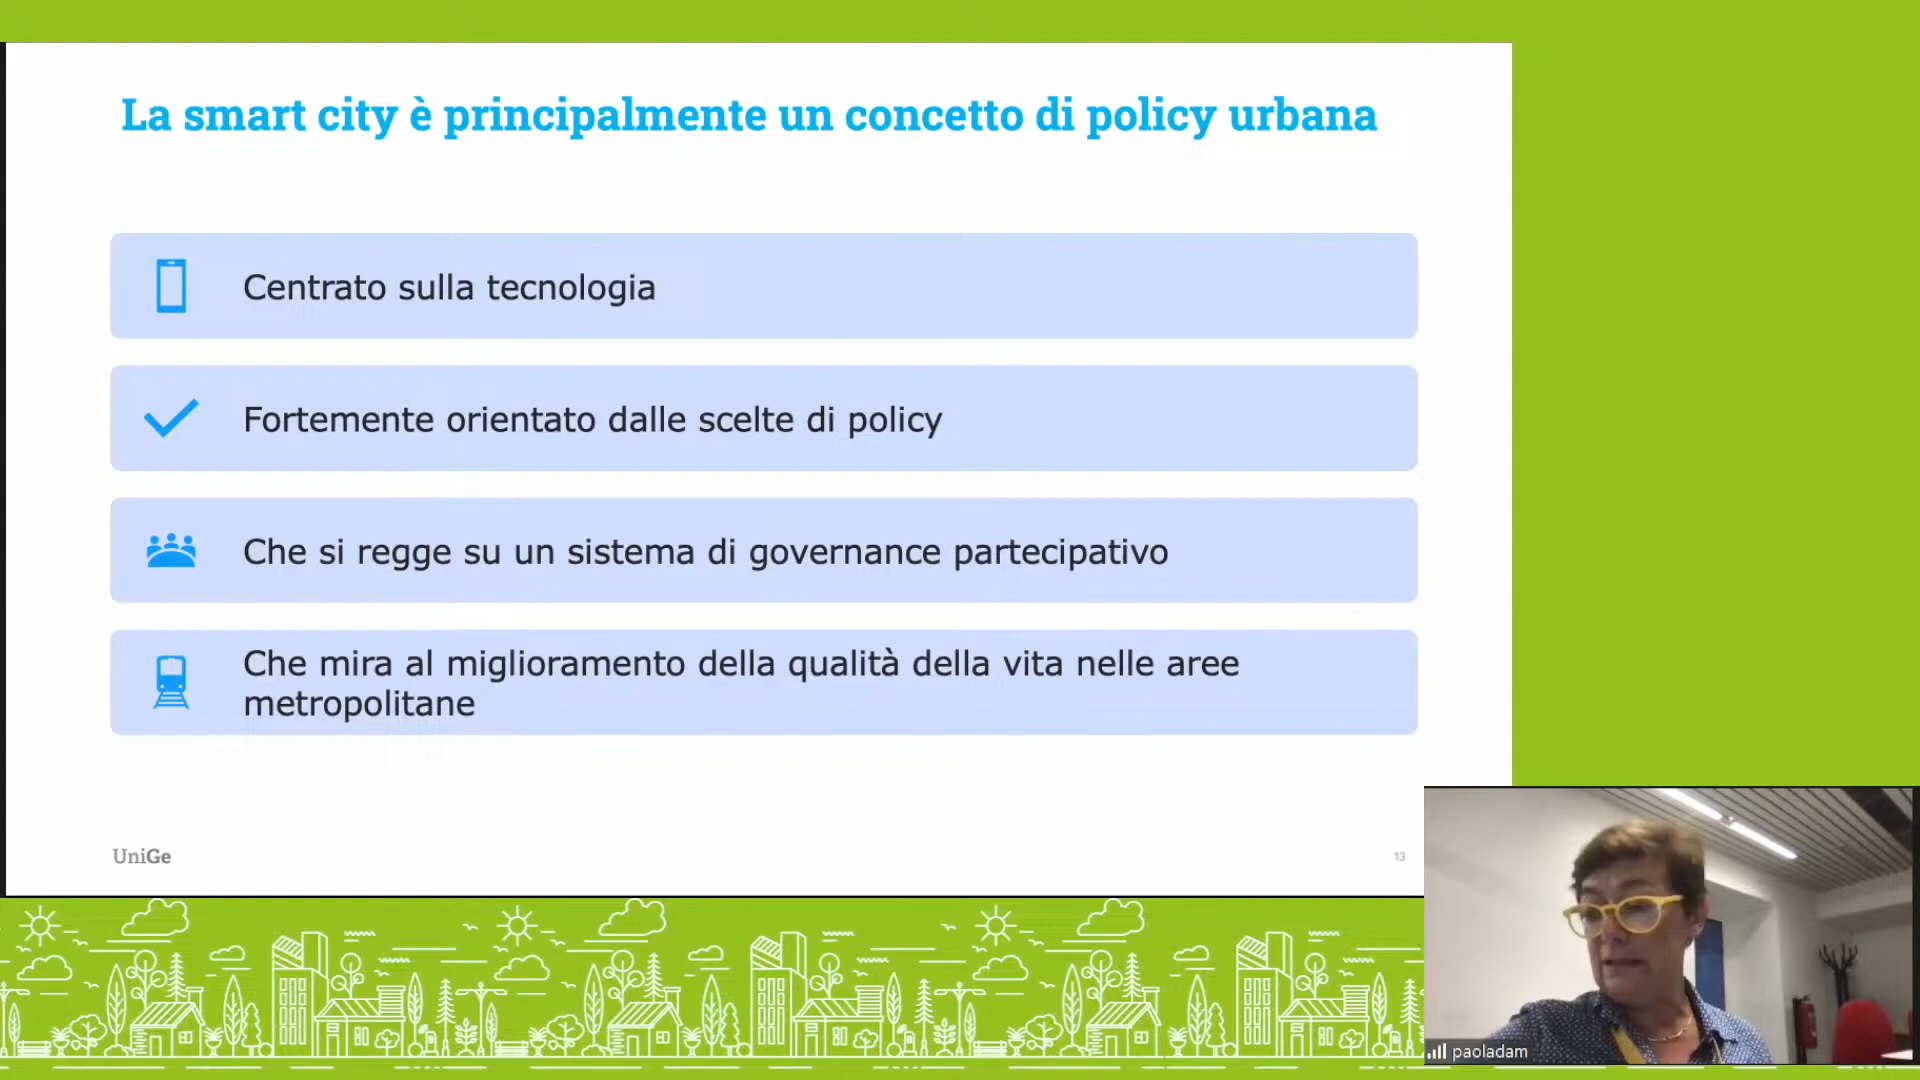 La smart city è principalmente un concetto di policy urbana
Centrato sulla tecnologia
Fortemente orientato dalle scelte di policy
Che si regge su un sistema di governance partecipativo
Che mira al miglioramento della qualità della vita nelle aree
metropolitane
UniGe
13
paoladam